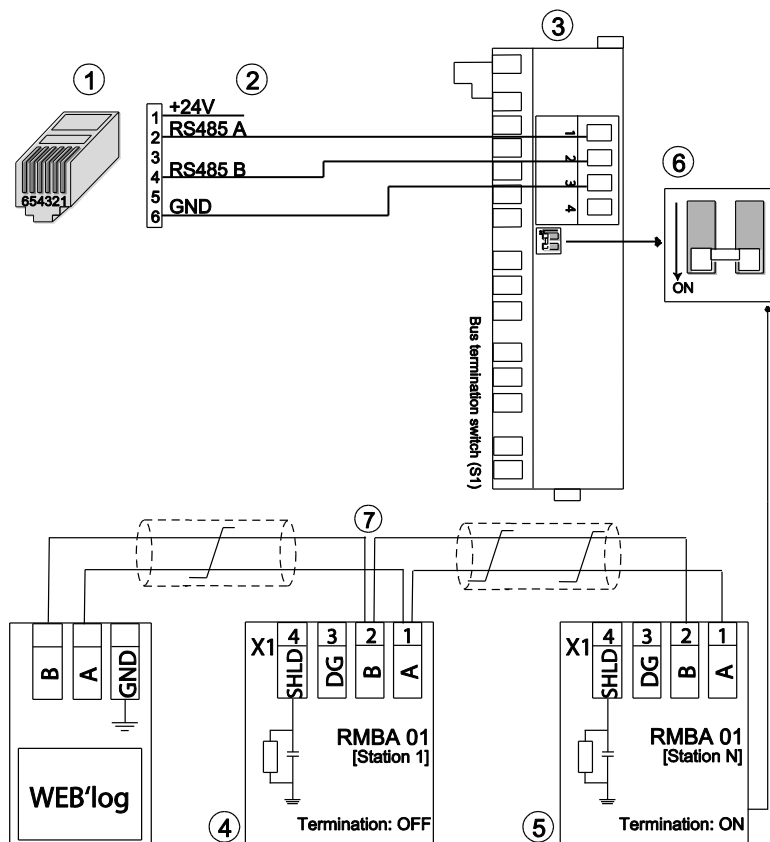 3
1
2
1 +24V
2 RS485 A
3
4 RS485 B
5
6 GND
654321
1
2
3
4
6
ON
Bus termination switch (S1)
7
B A GND
WEB'log
X1 4 3 2 1
SHLD DG B A
RMBA 01
[Station 1]
4 Termination: OFF
X1 4 3 2 1
SHLD DG B A
RMBA 01
[Station N]
5 Termination: ON